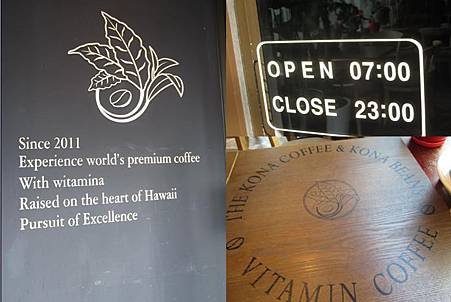 Since 2011
Experience world's premium coffee
With witamina
Raised on the heart of Hawaii
Pursuit of Excellence
OPEN 07:00
CLOSE 23:00
THE KONA COFFEE & KONA BEAN
VITAMIN COFFEE